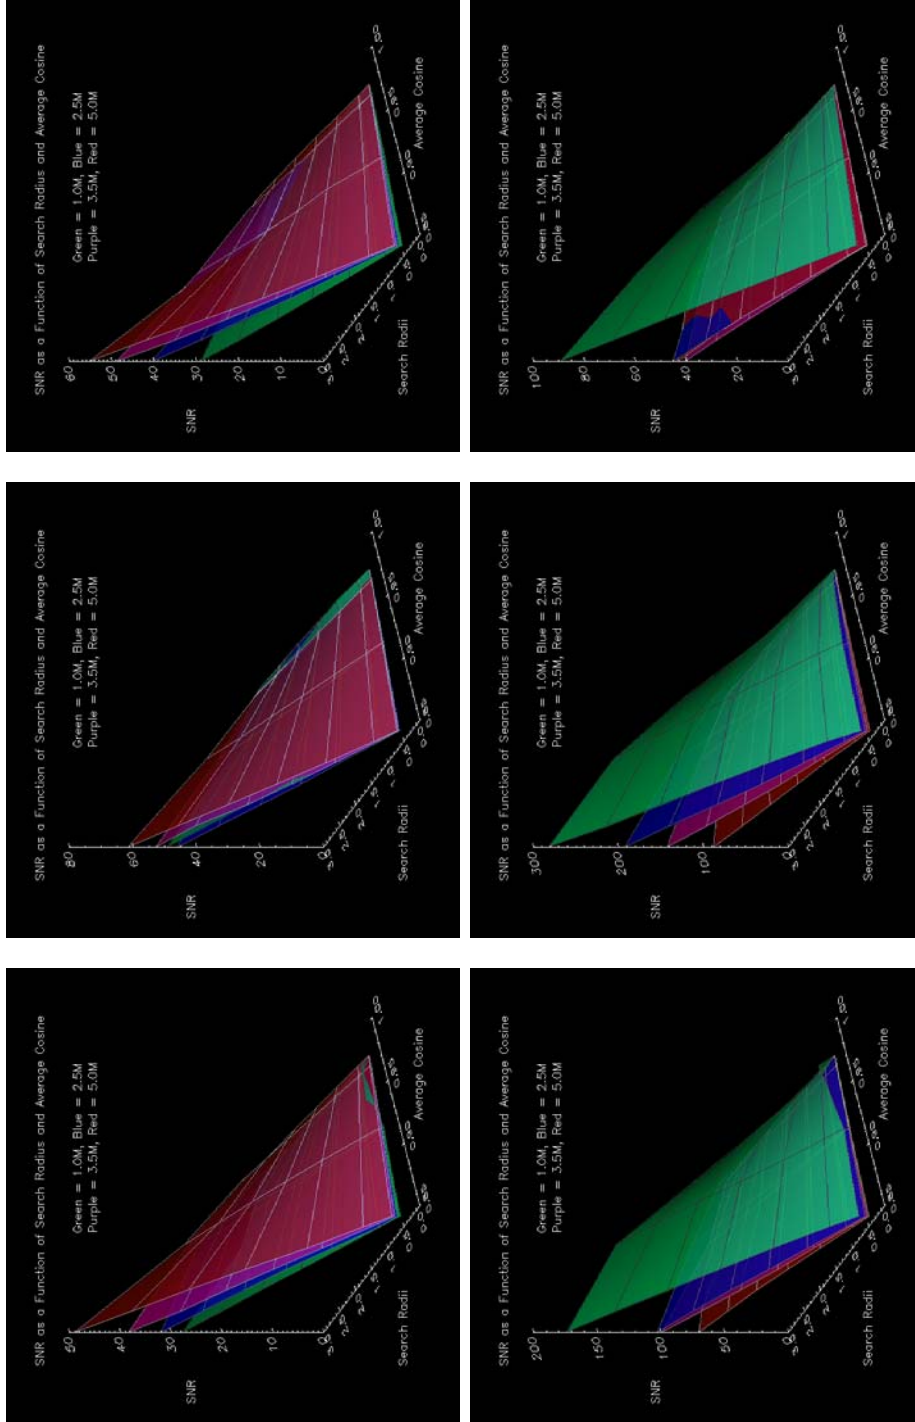 SNR as a Function of Search Radius and Average Cosine
Green = 1.0M, Blue = 2.5M
Purple = 3.5M, Red = 5.0M
50
40
30
20
10
0
SNR
Search Radii
Average Cosine
SNR as a Function of Search Radius and Average Cosine
Green = 1.0M, Blue = 2.5M
Purple = 3.5M, Red = 5.0M
80
60
40
20
0
SNR
Search Radii
Average Cosine
SNR as a Function of Search Radius and Average Cosine
Green = 1.0M, Blue = 2.5M
Purple = 3.5M, Red = 5.0M
60
50
40
30
20
10
0
SNR
Search Radii
Average Cosine
SNR as a Function of Search Radius and Average Cosine
Green = 1.0M, Blue = 2.5M
Purple = 3.5M, Red = 5.0M
200
150
100
50
0
SNR
Search Radii
Average Cosine
SNR as a Function of Search Radius and Average Cosine
Green = 1.0M, Blue = 2.5M
Purple = 3.5M, Red = 5.0M
300
200
100
0
SNR
Search Radii
Average Cosine
SNR as a Function of Search Radius and Average Cosine
Green = 1.0M, Blue = 2.5M
Purple = 3.5M, Red = 5.0M
100
80
60
40
20
0
SNR
Search Radii
Average Cosine